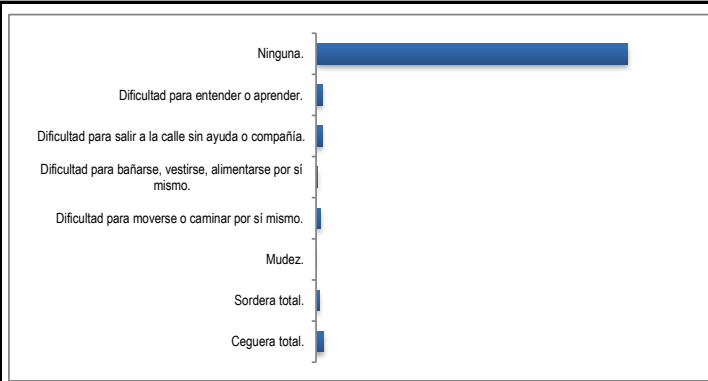 Ninguna.
Dificultad para entender o aprender.
Dificultad para salir a la calle sin ayuda o compañía.
Dificultad para bañarse, vestirse, alimentarse por sí
mismo.
Dificultad para moverse o caminar por sí mismo.
Mudez.
Sordera total.
Ceguera total.